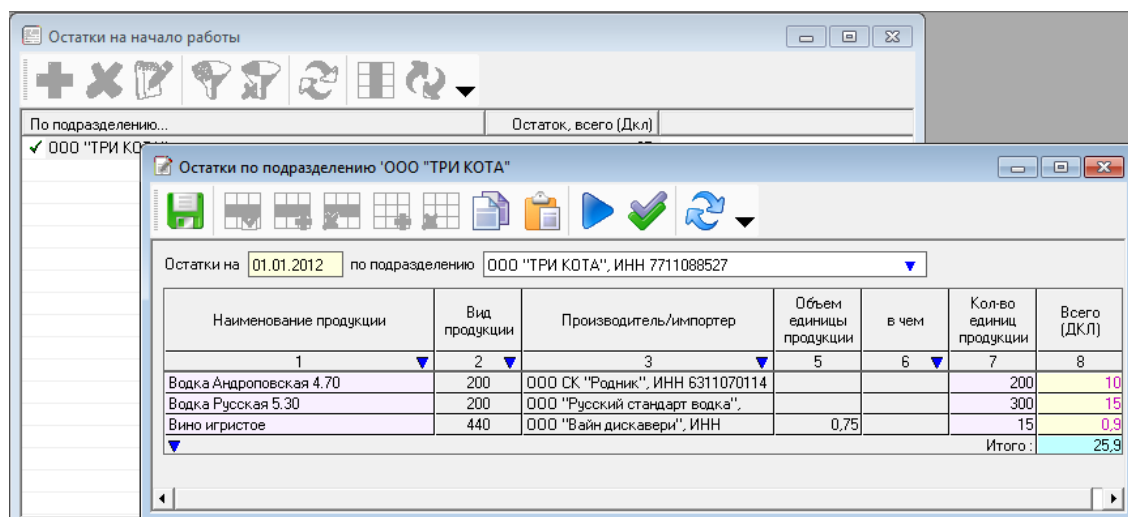 Остатки на начало работы
По подразделению... Остаток, всего (Дкл)
ООО "ТРИ КОТА"
Остатки по подразделению 'ООО "ТРИ КОТА"
Остатки на 01.01.2012 по подразделению ООО "ТРИ КОТА", ИНН 7711088527
Наименование продукции Вид продукции Производитель/импортер Объем единицы продукции в чем Кол-во единиц продукции Всего (ДКЛ)
1 2 3 5 6 7 8
Водка Андроповская 4.70 200 ООО СК "Родник", ИНН 6311070114 200 10
Водка Русская 5.30 200 ООО "Русский стандарт водка", 300 15
Вино игристое 440 ООО "Вайн дискавери", ИНН 0,75 15 0,9
Итого : 25,9